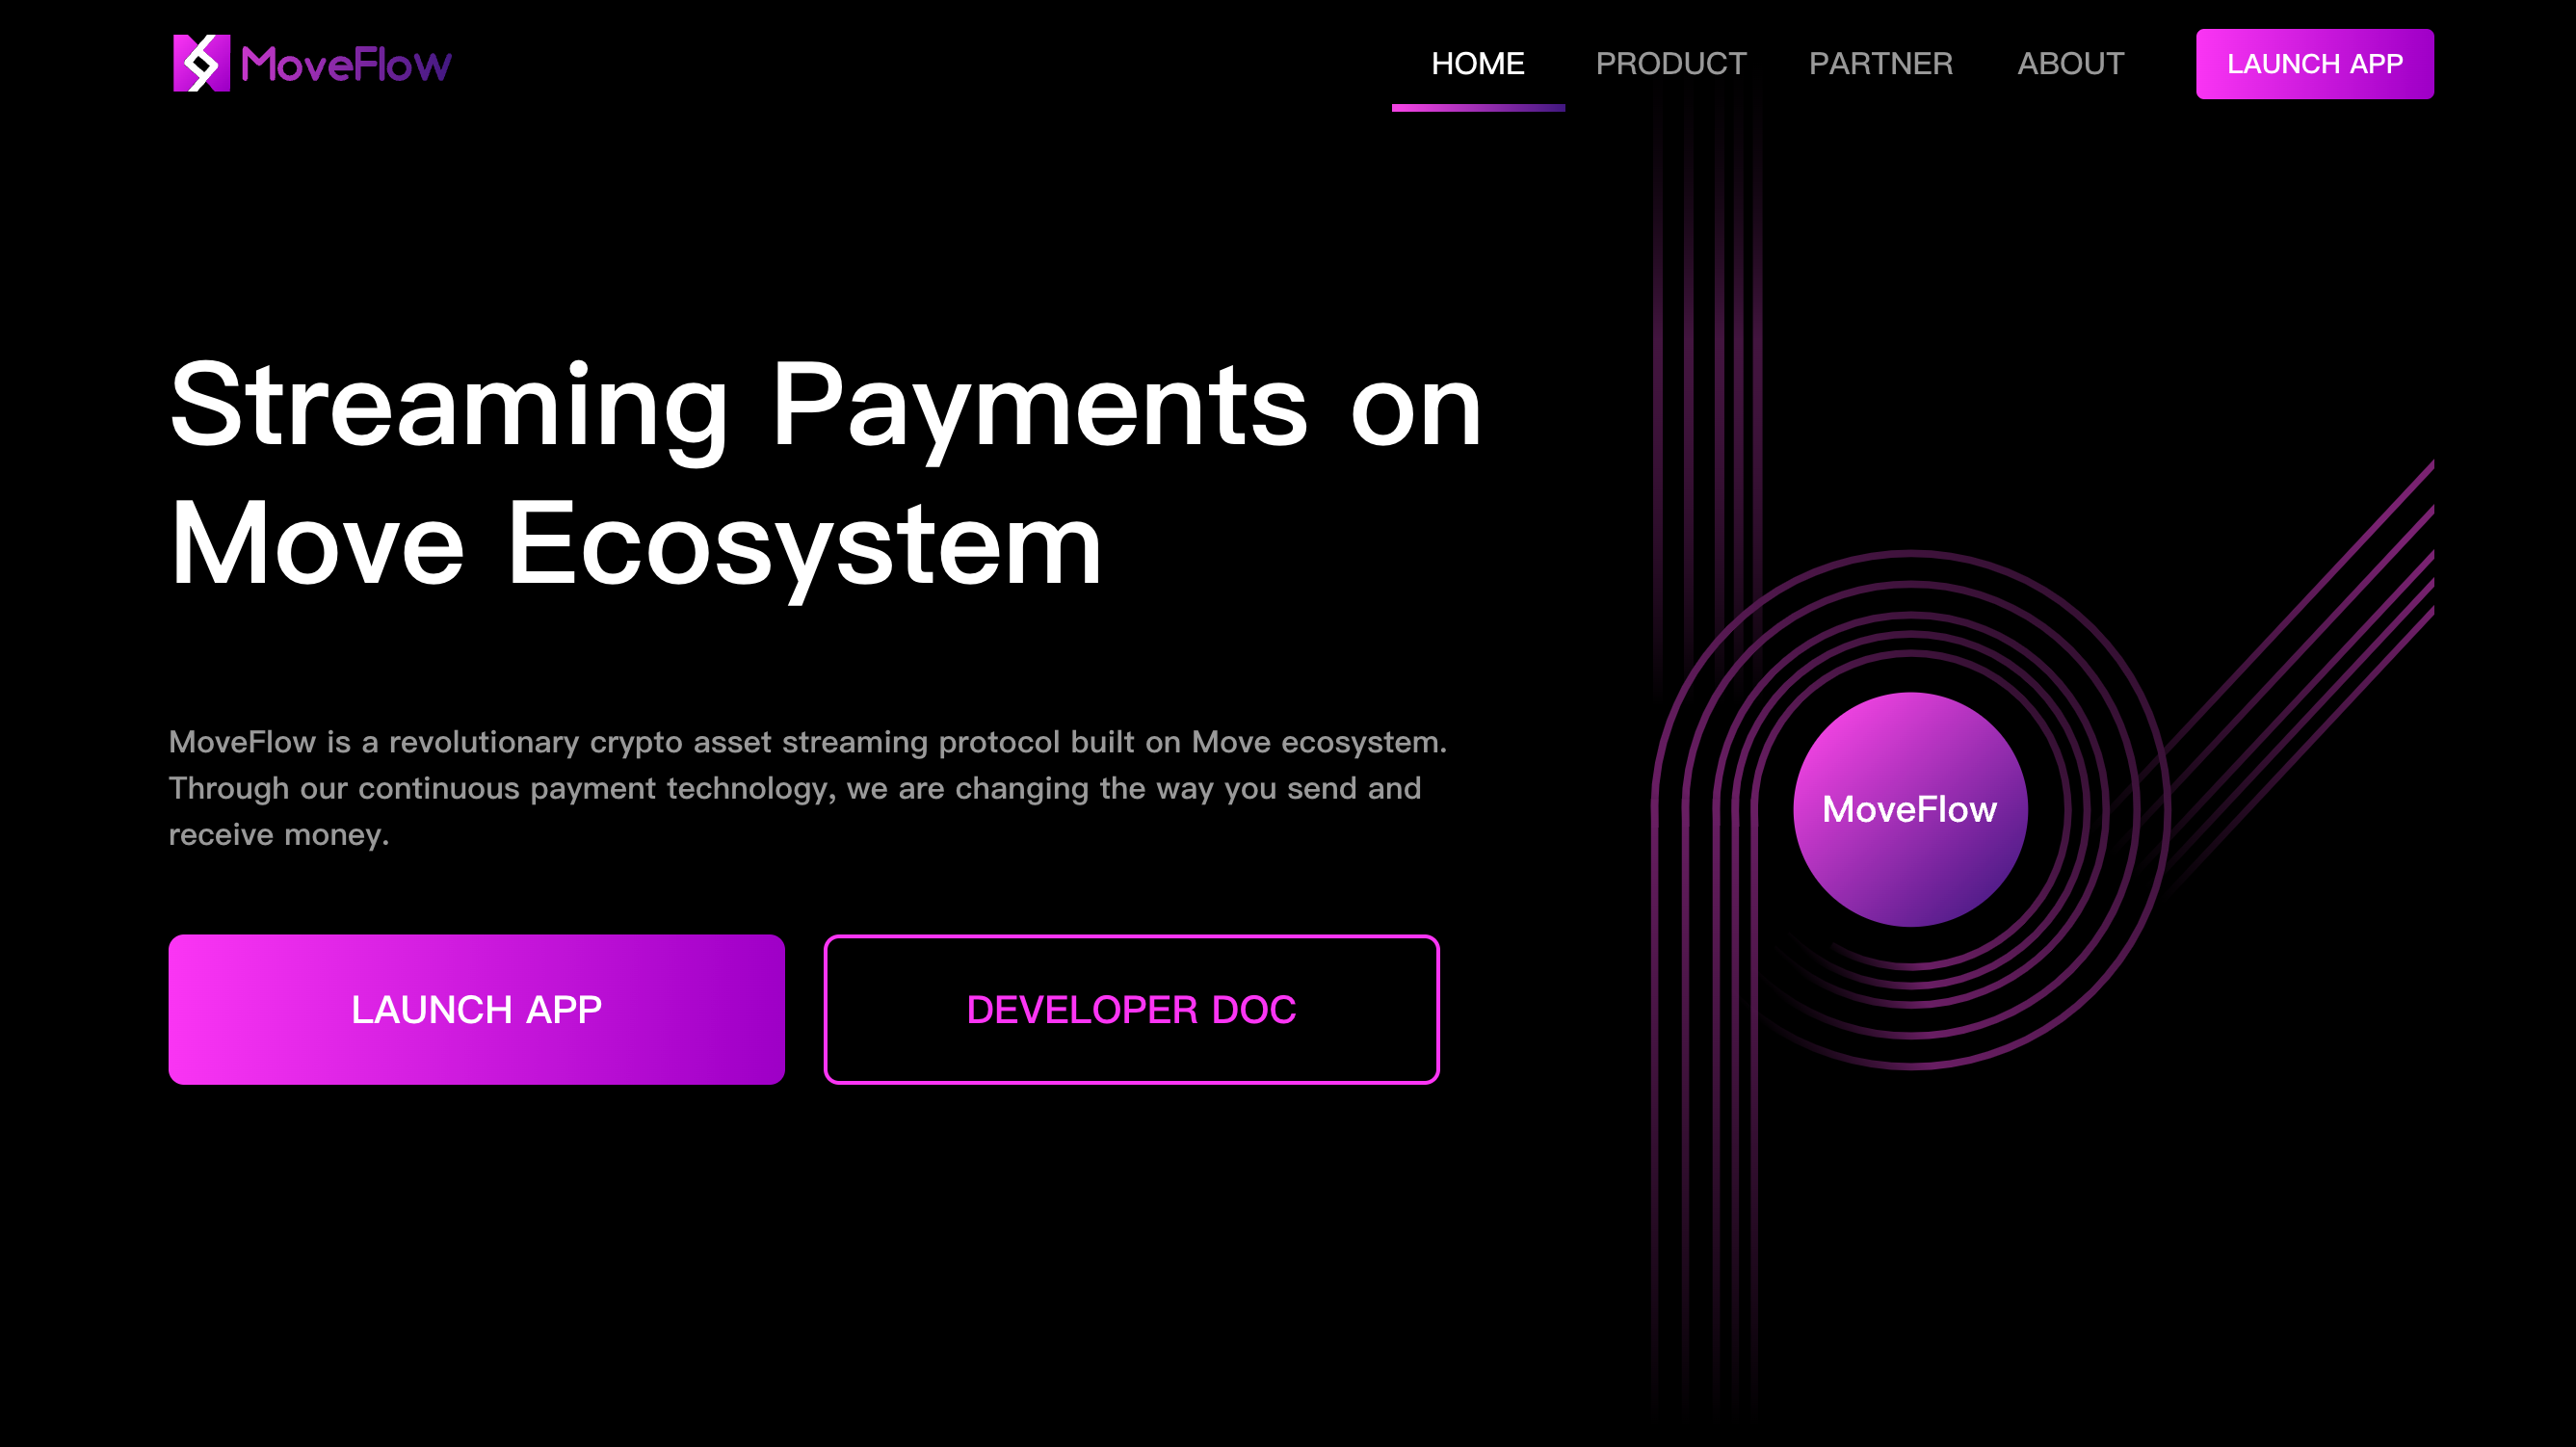 MoveFlow
HOME PRODUCT PARTNER ABOUT LAUNCH APP
Streaming Payments on
Move Ecosystem
MoveFlow is a revolutionary crypto asset streaming protocol built on Move ecosystem.
Through our continuous payment technology, we are changing the way you send and
receive money.
LAUNCH APP
DEVELOPER DOC
MoveFlow